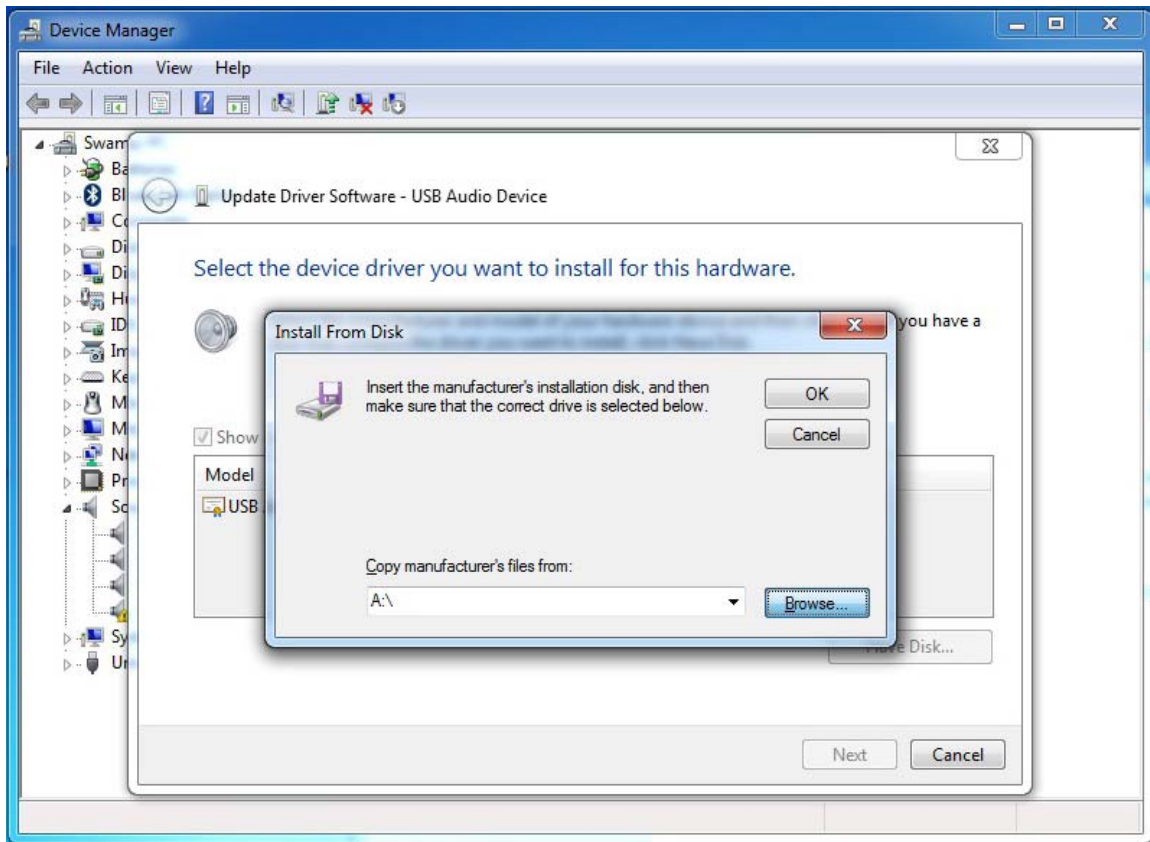 Device Manager
File Action View Help
Swam
Ba
Bl
Update Driver Software - USB Audio Device
Co
Di
Select the device driver you want to install for this hardware.
Di
Hu
ID
Install From Disk
you have a
Im
Ke
Insert the manufacturer's installation disk, and then
make sure that the correct drive is selected below.
OK
Cancel
M
M
Show
Ne
Model
Pr
So
USB
Copy manufacturer's files from:
A:\
Browse...
Sy
Disk...
Un
Next Cancel